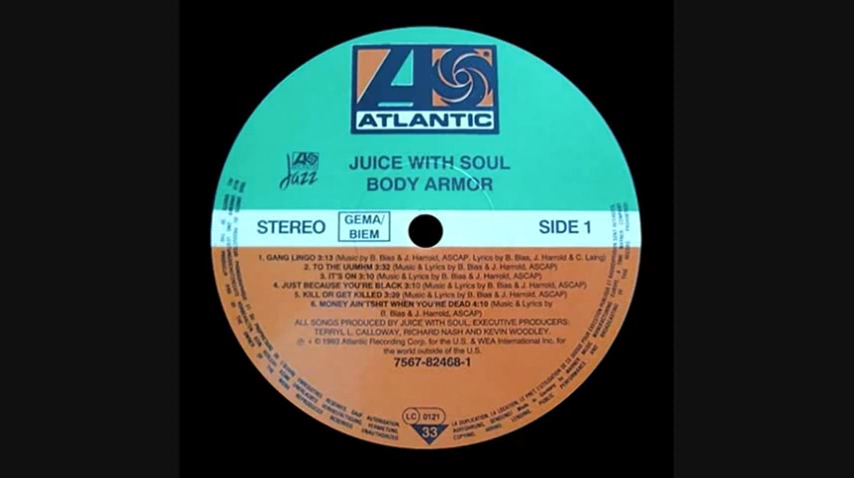 ATLANTIC
JUICE WITH SOUL
BODY ARMOR
Jazz
STEREO
GEMA/
BIEM
SIDE 1
1. GANG LINGO 3:13 (Music by B. Bias & J. Harrold, ASCAP, Lyrics by B. Bias, J. Harrold & C. Laing)
2. TO THE UUMHM 3:32 (Music & Lyrics by B. Bias & J. Harrold, ASCAP)
3. IT'S ON 3:10 (Music & Lyrics by B. Bias & J. Harrold, ASCAP)
4. JUST BECAUSE YOU'RE BLACK 3:10 (Music & Lyrics by B. Bias & J. Harrold, ASCAP)
5. KILL OR GET KILLED 3:39 (Music & Lyrics by B. Bias & J. Harrold, ASCAP)
6. MONEY AIN'TSHIT WHEN YOU'RE DEAD 4:10 (Music & Lyrics by
B. Bias & J. Harrold, ASCAP)
ALL SONGS PRODUCED BY JUICE WITH SOUL, EXECUTIVE PRODUCERS:
TERRYL L. CALLOWAY, RICHARD NASH AND KEVIN WOODLEY.
℗ + © 1993 Atlantic Recording Corp. for the U.S. & WEA International Inc. for
the world outside of the U.S.
7567-82468-1
LC 0121
33